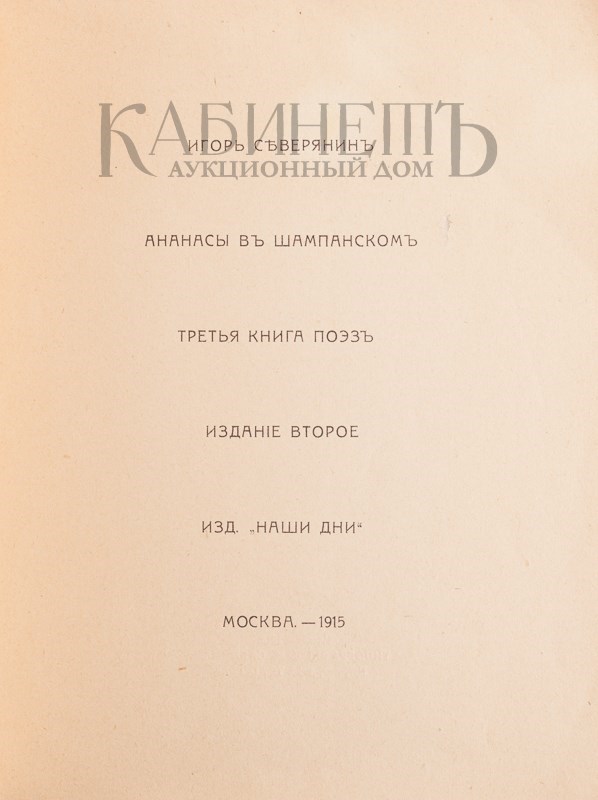 КАБИНЕТЪ
ИГОРЬ СѢВЕРЯНИНЪ
АУКЦИОННЫЙ ДОМ
АНАНАСЫ ВЪ ШАМПАНСКОМЪ
ТРЕТЬЯ КНИГА ПОЭЗЪ
ИЗДАНІЕ ВТОРОЕ
ИЗД. „НАШИ ДНИ“
МОСКВА. — 1915